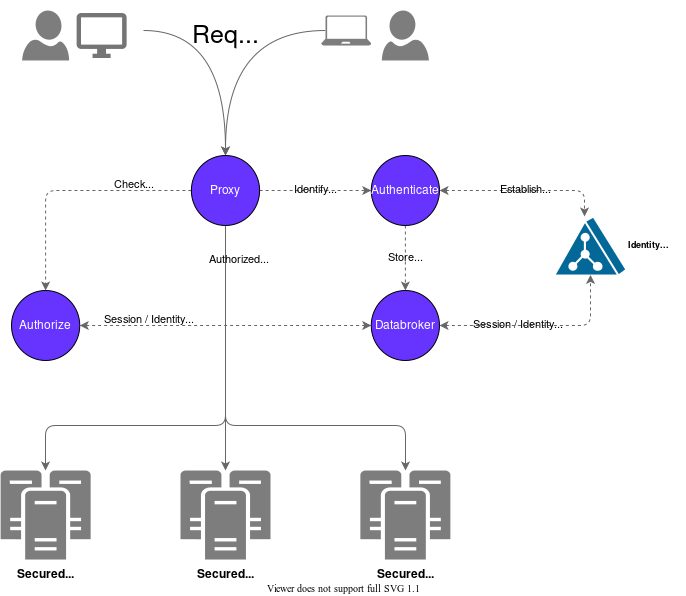 Req...
Check...
Proxy
Identify...
Authenticate
Establish...
Identity...
Authorized...
Store...
Authorize
Session / Identity...
Databroker
Session / Identity...
Secured...
Secured...
Secured...
Viewer does not support full SVG 1.1